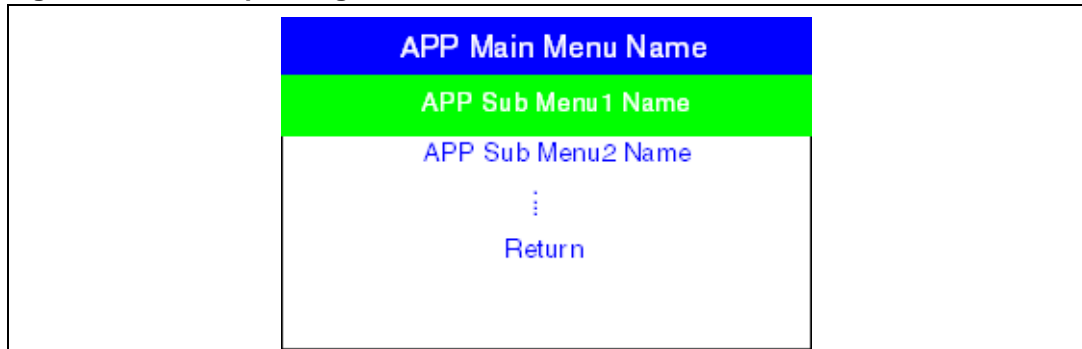 APP Main Menu Name
APP Sub Menu1 Name
APP Sub Menu2 Name
Return